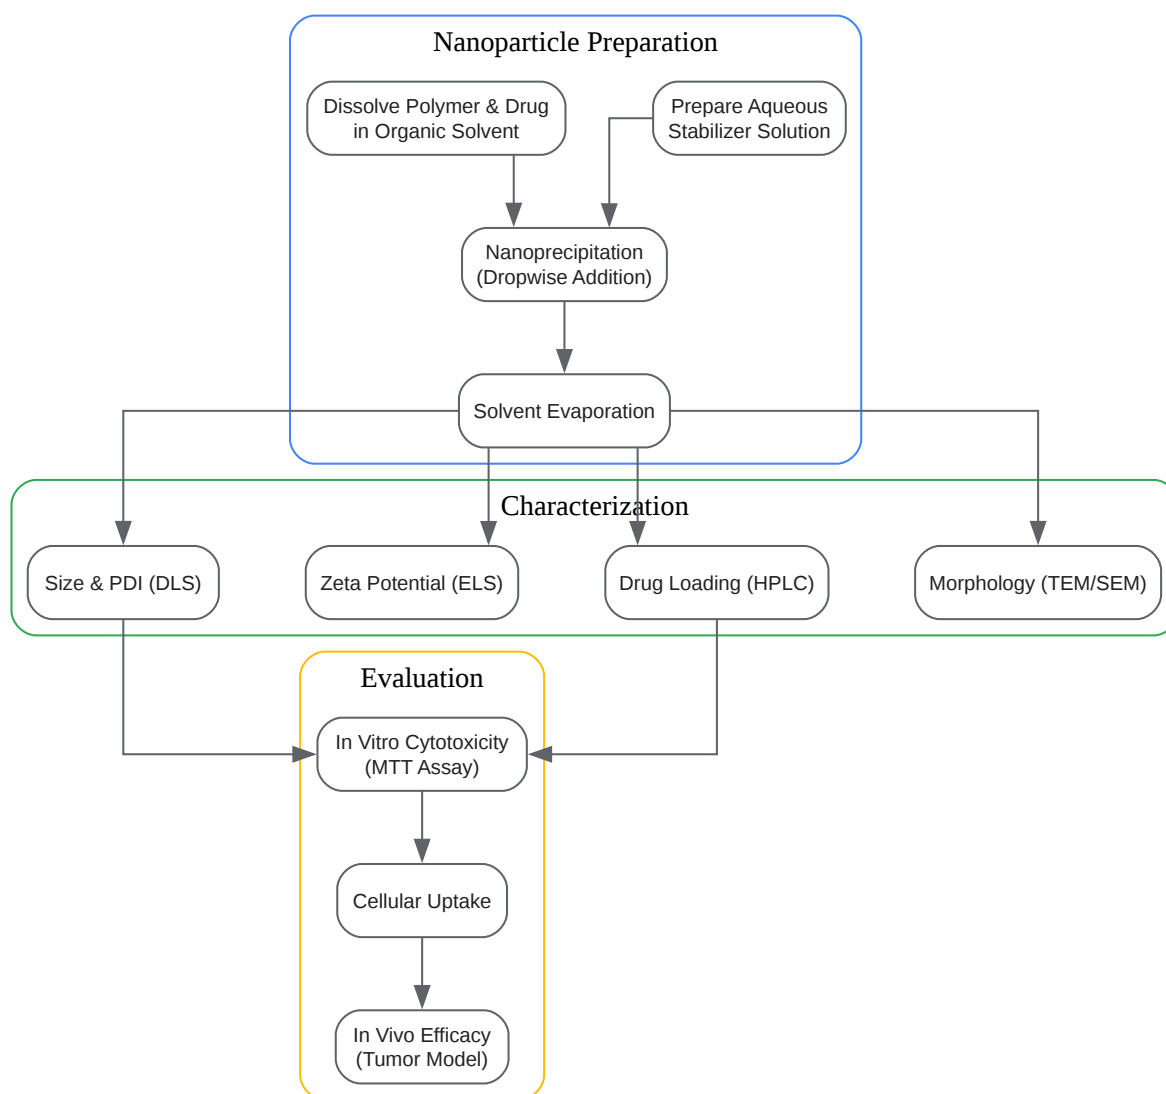 Nanoparticle Preparation
Dissolve Polymer & Drug
in Organic Solvent
Prepare Aqueous
Stabilizer Solution
Nanoprecipitation
(Dropwise Addition)
Solvent Evaporation
Characterization
Size & PDI (DLS)
Zeta Potential (ELS)
Drug Loading (HPLC)
Morphology (TEM/SEM)
Evaluation
In Vitro Cytotoxicity
(MTT Assay)
Cellular Uptake
In Vivo Efficacy
(Tumor Model)